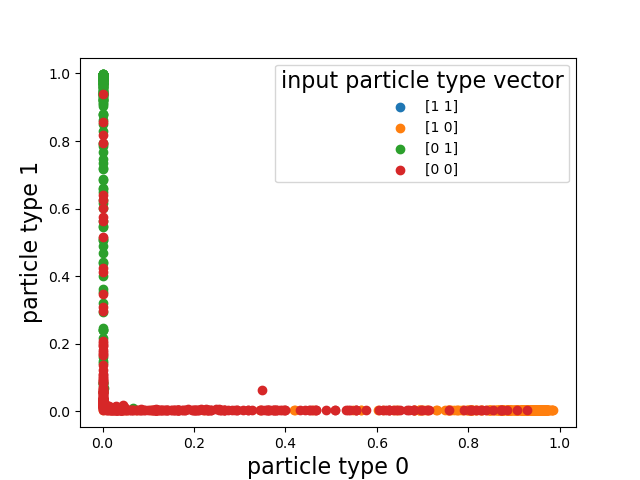 input particle type vector
[1 1]
[1 0]
[0 1]
[0 0]
particle type 1
1.0
0.8
0.6
0.4
0.2
0.0
0.0 0.2 0.4 0.6 0.8 1.0
particle type 0